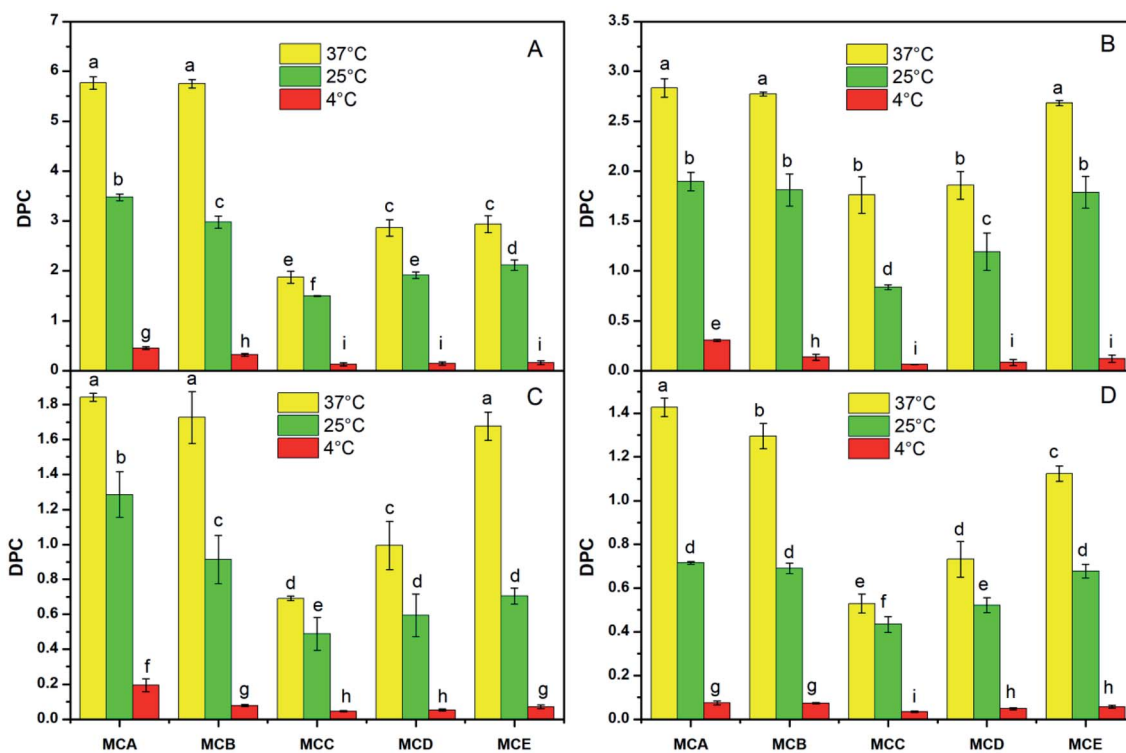 A
37°C
25°C
4°C
DPC
7
6
5
4
3
2
1
0
a
b
g
a
c
h
e
f
i
c
e
i
c
d
i
B
37°C
25°C
4°C
DPC
3.5
3.0
2.5
2.0
1.5
1.0
0.5
0.0
a
b
e
a
b
h
b
d
i
b
c
i
a
b
i
C
37°C
25°C
4°C
DPC
1.8
1.6
1.4
1.2
1.0
0.8
0.6
0.4
0.2
0.0
a
b
f
a
c
g
d
e
h
c
d
h
a
d
g
MCA MCB MCC MCD MCE
D
37°C
25°C
4°C
DPC
1.4
1.2
1.0
0.8
0.6
0.4
0.2
0.0
a
d
g
b
d
g
e
f
i
d
e
h
c
d
h
MCA MCB MCC MCD MCE